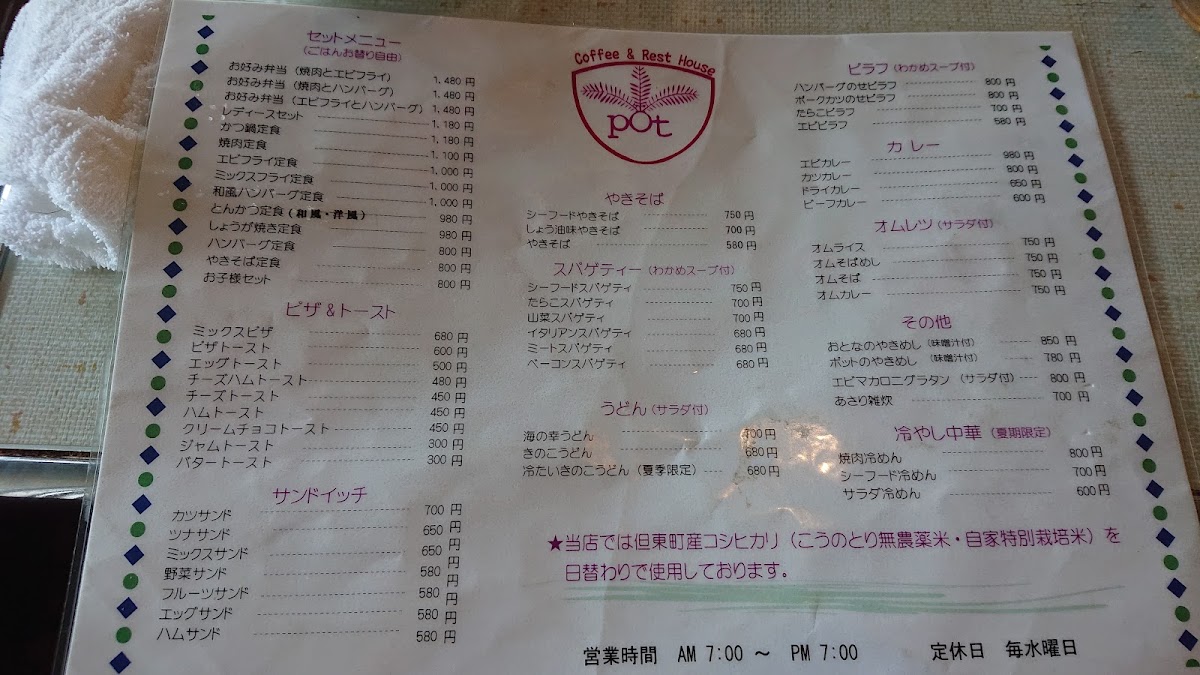 セットメニュー
（ごはんお替り自由）
お好み弁当（焼肉とエビフライ） 1,480円
お好み弁当（焼肉とハンバーグ） 1,480円
お好み弁当（エビフライとハンバーグ） 1,480円
レディースセット 1,180円
かつ鍋定食 1,180円
焼肉定食 1,100円
エビフライ定食 1,000円
ミックスフライ定食 1,000円
和風ハンバーグ定食 1,000円
とんかつ定食（和風・洋風） 980円
しょうが焼き定食 980円
ハンバーグ定食 800円
やきそば定食 800円
お子様セット 800円
ピザ＆トースト
ミックスピザ 680円
ピザトースト 600円
エッグトースト 500円
チーズハムトースト 480円
チーズトースト 450円
ハムトースト 450円
クリームチョコトースト 450円
ジャムトースト 300円
バタートースト 300円
サンドイッチ
カツサンド 700円
ツナサンド 650円
ミックスサンド 650円
野菜サンド 580円
フルーツサンド 580円
エッグサンド 580円
ハムサンド 580円
Coffee & Rest House
pot
やきそば
シーフードやきそば 750円
しょう油味やきそば 700円
やきそば 580円
スパゲティー（わかめスープ付）
シーフードスパゲティ 750円
たらこスパゲティ 700円
山菜スパゲティ 700円
イタリアンスパゲティ 680円
ミートスパゲティ 680円
ベーコンスパゲティ 680円
うどん（サラダ付）
海の幸うどん 700円
きのこうどん 680円
冷たいきのこうどん（夏季限定） 680円
ピラフ（わかめスープ付）
ハンバーグのせピラフ 800円
ポークカツのせピラフ 800円
たらこピラフ 700円
エビピラフ 580円
カレー
エビカレー 980円
カツカレー 800円
ドライカレー 650円
ビーフカレー 600円
オムレツ（サラダ付）
オムライス 750円
オムそばめし 750円
オムそば 750円
オムカレー 750円
その他
おとなのやきめし（味噌汁付） 850円
ポットのやきめし（味噌汁付） 780円
エビマカロニグラタン（サラダ付） 800円
あさり雑炊 700円
冷やし中華（夏期限定）
焼肉冷めん 800円
シーフード冷めん 700円
サラダ冷めん 600円
★当店では但東町産コシヒカリ（こうのとり無農薬米・自家特別栽培米）を
日替わりで使用しております。
営業時間 AM 7:00 ～ PM 7:00 定休日 毎水曜日